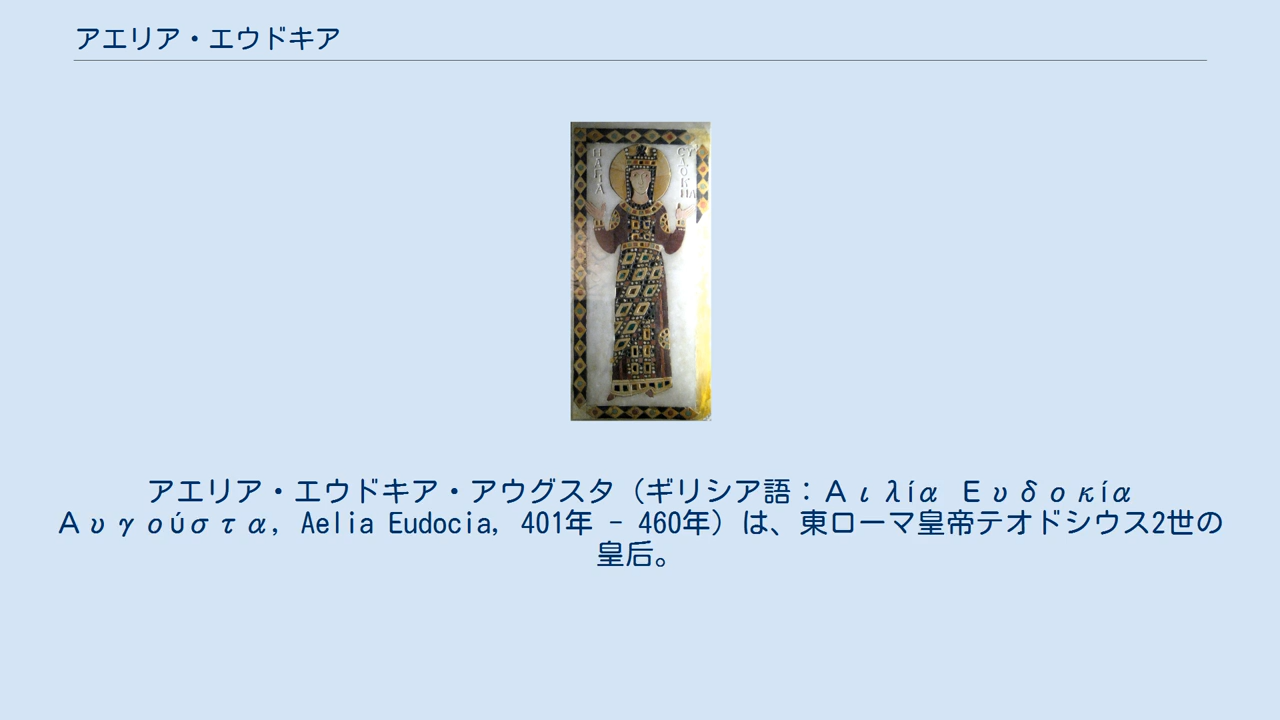 アエリア・エウドキア
アエリア・エウドキア・アウグスタ（ギリシア語：Αιλία Ευδοκία
Αυγούστα, Aelia Eudocia, 401年 - 460年）は、東ローマ皇帝テオドシウス2世の
皇后。